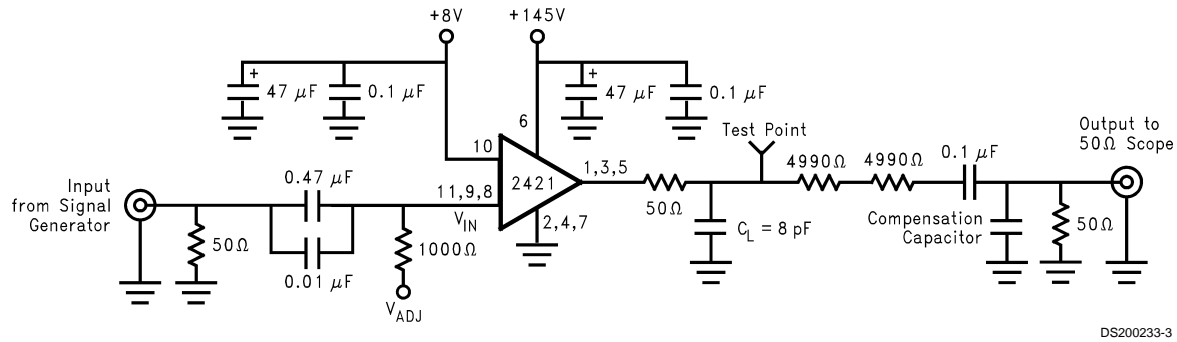 +8V
+145V
+
47 μF
0.1 μF
+
47 μF
0.1 μF
6
10
Test Point
Output to
50Ω Scope
Input
from Signal
Generator
0.47 μF
11,9,8
V_IN
2421
1,3,5
4990Ω
4990Ω
0.1 μF
50Ω
50Ω
0.01 μF
1000Ω
2,4,7
C_L = 8 pF
Compensation
Capacitor
50Ω
V_ADJ
DS200233-3